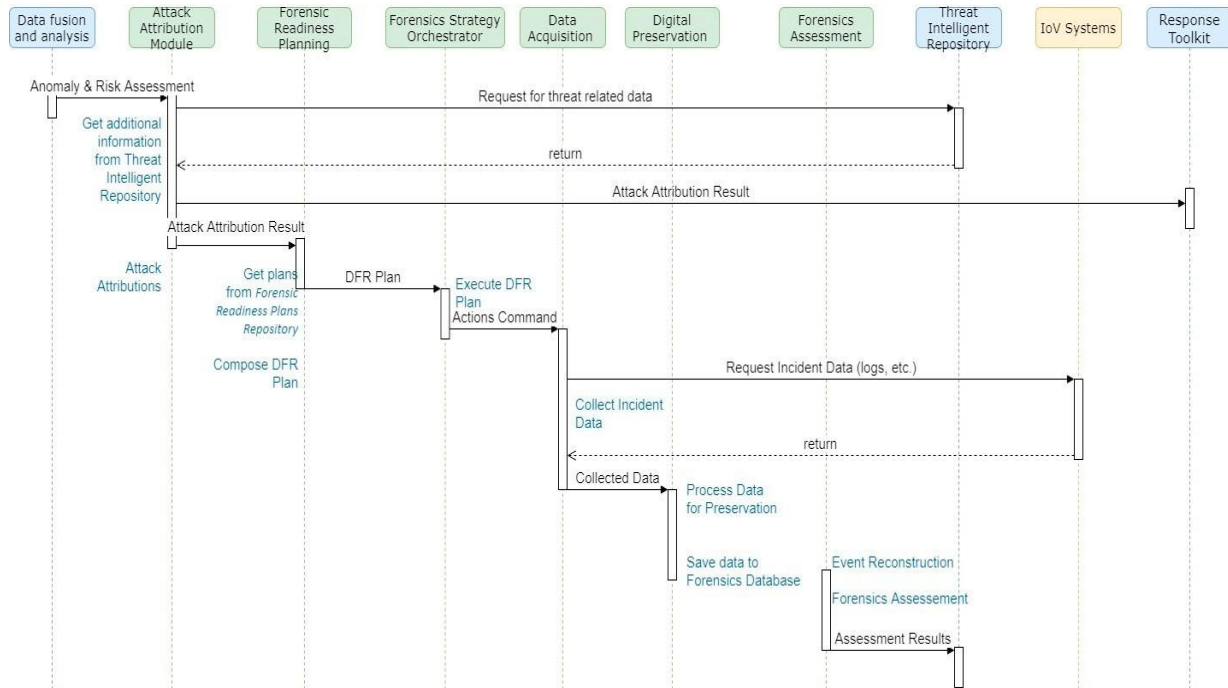 Data fusion
and analysis
Attack
Attribution
Module
Forensic
Readiness
Planning
Forensics Strategy
Orchestrator
Data
Acquisition
Digital
Preservation
Forensics
Assessment
Threat
Intelligent
Repository
IoV Systems
Response
Toolkit
Anomaly & Risk Assessment
Request for threat related data
Get additional
information
from Threat
Intelligent
Repository
return
Attack Attribution Result
Attack Attribution Result
Attack
Attributions
Get plans
from Forensic
Readiness Plans
Repository
DFR Plan
Execute DFR
Plan
Actions Command
Compose DFR
Plan
Request Incident Data (logs, etc.)
Collect Incident
Data
return
Collected Data
Process Data
for Preservation
Save data to
Forensics Database
Event Reconstruction
Forensics Assessement
Assessment Results